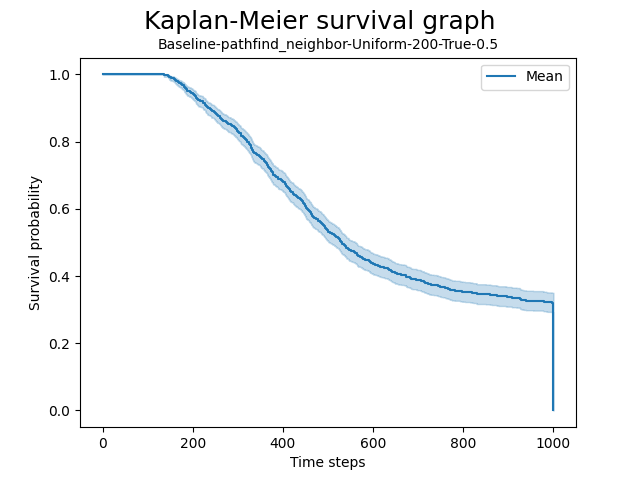 Kaplan-Meier survival graph
Baseline-pathfind_neighbor-Uniform-200-True-0.5
Mean
1.0
0.8
0.6
0.4
0.2
0.0
Survival probability
0
200
400
600
800
1000
Time steps